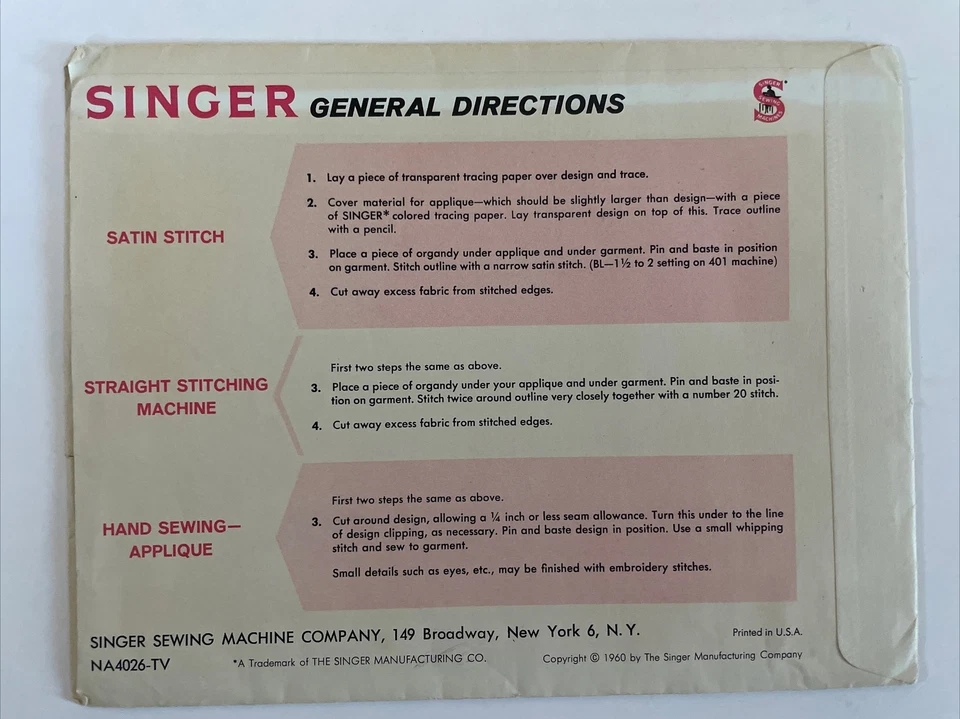 SINGER GENERAL DIRECTIONS
SINGER
SEWING
MACHINES
SATIN STITCH
1. Lay a piece of transparent tracing paper over design and trace.
2. Cover material for applique—which should be slightly larger than design—with a piece
of SINGER* colored tracing paper. Lay transparent design on top of this. Trace outline
with a pencil.
3. Place a piece of organdy under applique and under garment. Pin and baste in position
on garment. Stitch outline with a narrow satin stitch. (BL—1½ to 2 setting on 401 machine)
4. Cut away excess fabric from stitched edges.
STRAIGHT STITCHING
MACHINE
First two steps the same as above.
3. Place a piece of organdy under your applique and under garment. Pin and baste in posi-
tion on garment. Stitch twice around outline very closely together with a number 20 stitch.
4. Cut away excess fabric from stitched edges.
HAND SEWING—
APPLIQUE
First two steps the same as above.
3. Cut around design, allowing a ¼ inch or less seam allowance. Turn this under to the line
of design clipping, as necessary. Pin and baste design in position. Use a small whipping
stitch and sew to garment.
Small details such as eyes, etc., may be finished with embroidery stitches.
SINGER SEWING MACHINE COMPANY, 149 Broadway, New York 6, N. Y.
Printed in U.S.A.
NA4026-TV
*A Trademark of THE SINGER MANUFACTURING CO.
Copyright © 1960 by The Singer Manufacturing Company